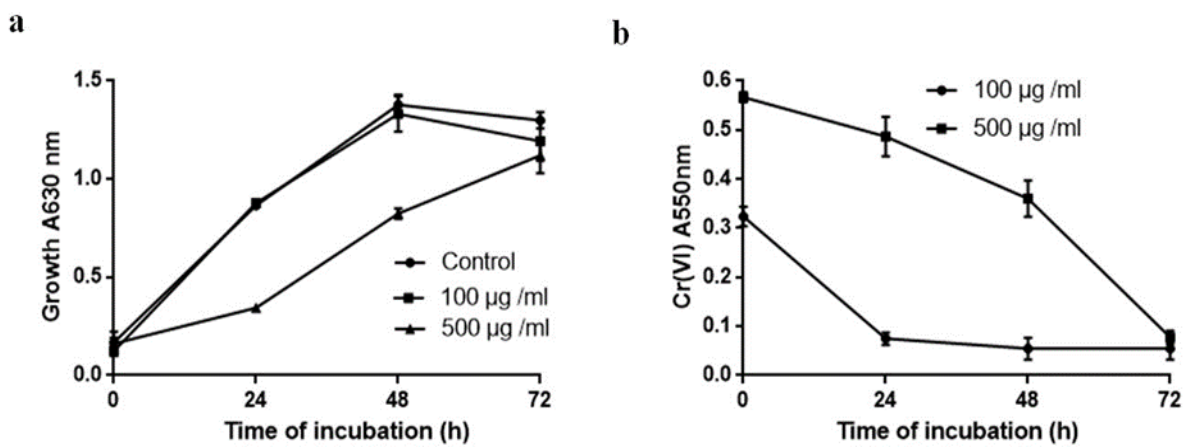 a
Growth A630 nm
1.5
1.0
0.5
0.0
Control
100 µg /ml
500 µg /ml
0 24 48 72
Time of incubation (h)
b
Cr(VI) A550nm
0.6
0.5
0.4
0.3
0.2
0.1
0.0
100 µg /ml
500 µg /ml
0 24 48 72
Time of incubation (h)